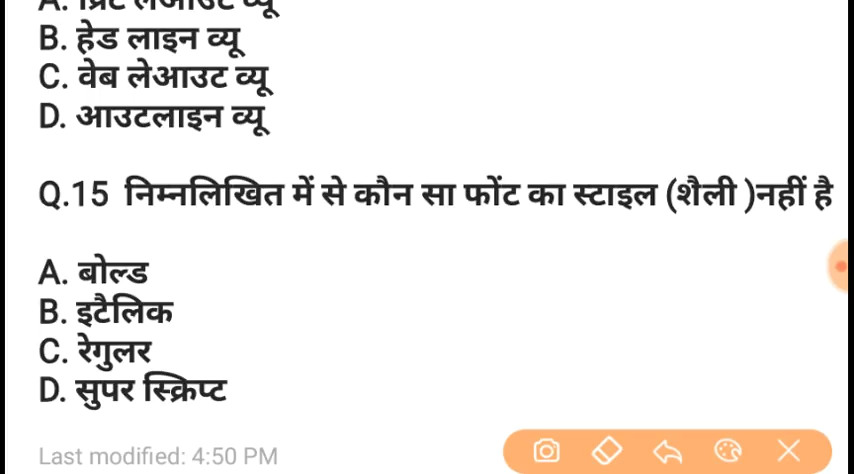 B. हेड लाइन व्यू
C. वेब लेआउट व्यू
D. आउटलाइन व्यू
Q.15 निम्नलिखित में से कौन सा फोंट का स्टाइल (शैली )नहीं है
A. बोल्ड
B. इटैलिक
C. रेगुलर
D. सुपर स्क्रिप्ट
Last modified: 4:50 PM